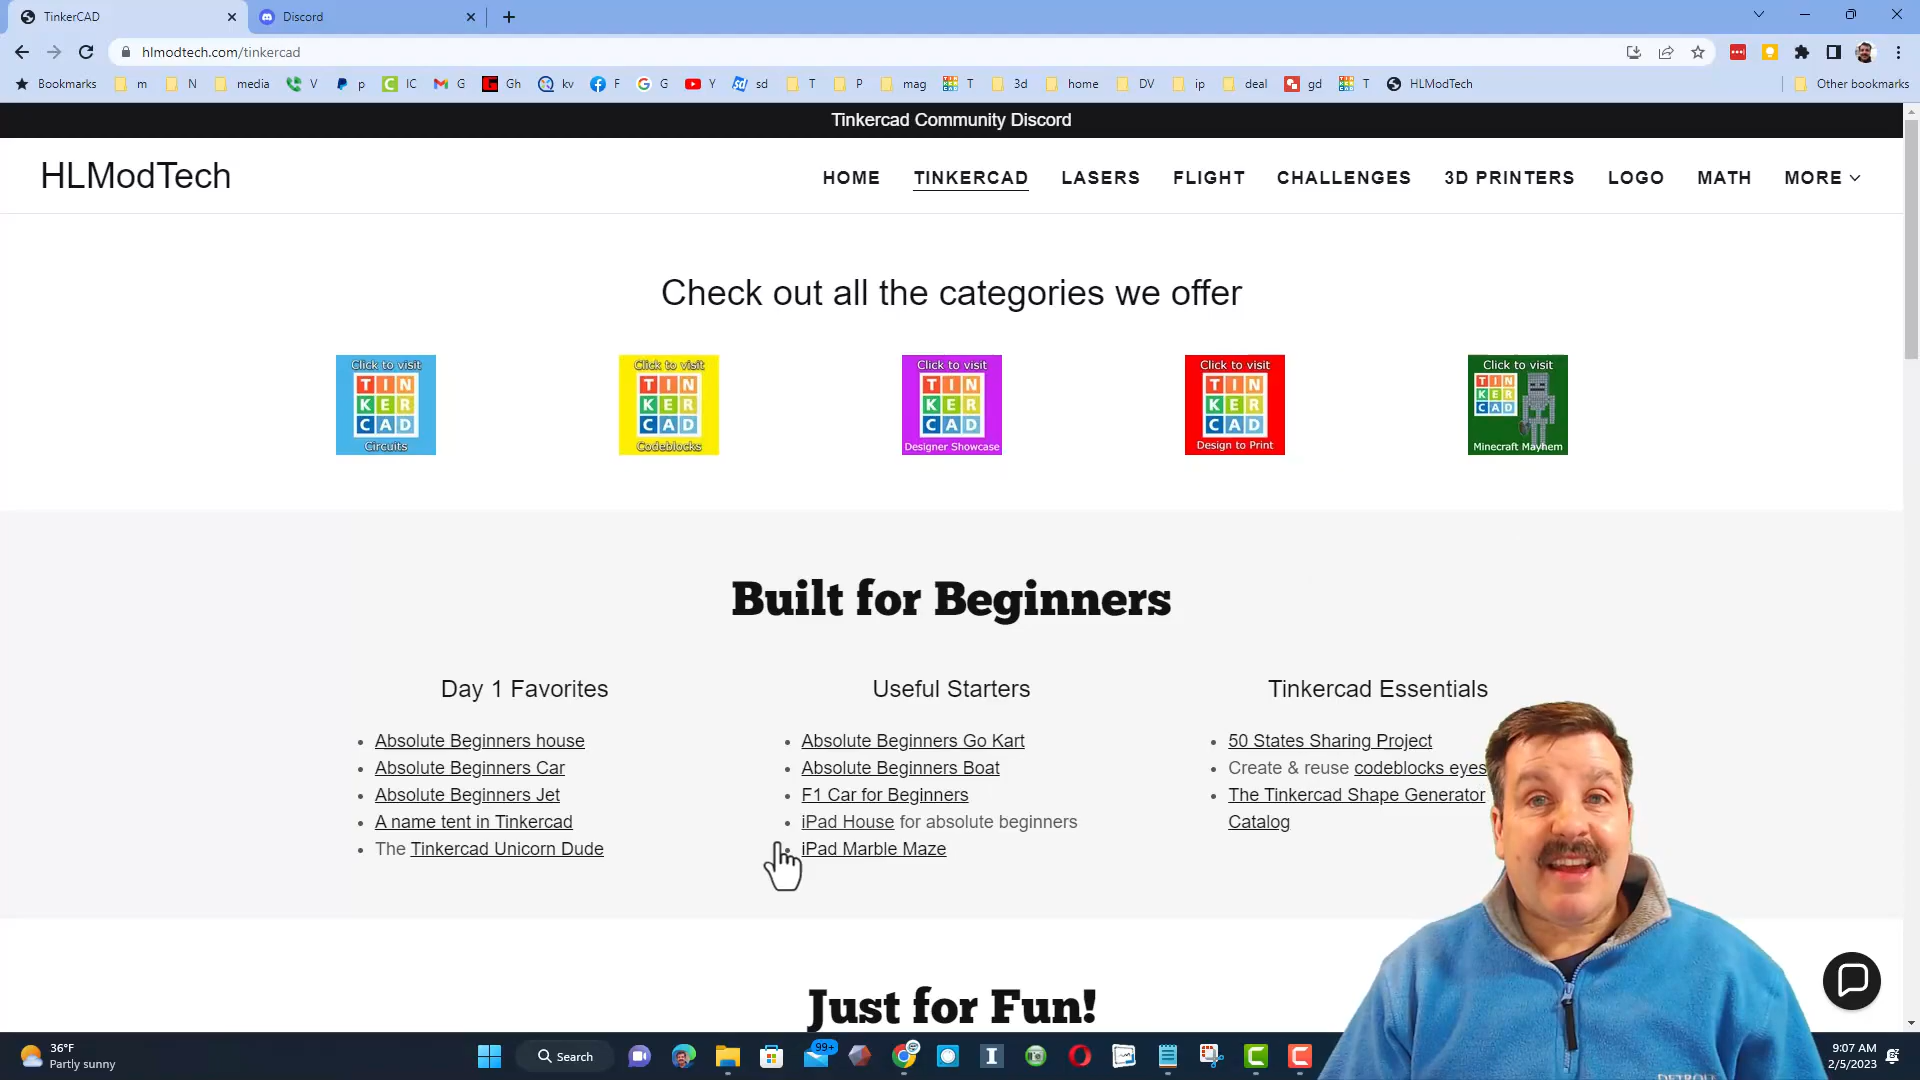 TinkerCAD
Discord
hlmodtech.com/tinkercad
Bookmarks m N media V p IC G Gh kv F G Y sd T P mag T 3d home DV ip deal gd T HLModTech Other bookmarks
Tinkercad Community Discord
HLModTech
HOME TINKERCAD LASERS FLIGHT CHALLENGES 3D PRINTERS LOGO MATH MORE
Check out all the categories we offer
Click to visit
TIN
KER
CAD
Circuits
Click to visit
TIN
KER
CAD
Codeblocks
Click to visit
TIN
KER
CAD
Designer Showcase
Click to visit
TIN
KER
CAD
Design to Print
Click to visit
TIN
KER
CAD
Minecraft Mayhem
Built for Beginners
Day 1 Favorites
Absolute Beginners house
Absolute Beginners Car
Absolute Beginners Jet
A name tent in Tinkercad
The Tinkercad Unicorn Dude
Useful Starters
Absolute Beginners Go Kart
Absolute Beginners Boat
F1 Car for Beginners
iPad House for absolute beginners
iPad Marble Maze
Tinkercad Essentials
50 States Sharing Project
Create & reuse codeblocks eyes
The Tinkercad Shape Generator
Catalog
Just for Fun!
DETROIT
36°F
Partly sunny
Search
99+
9:07 AM
2/5/2023